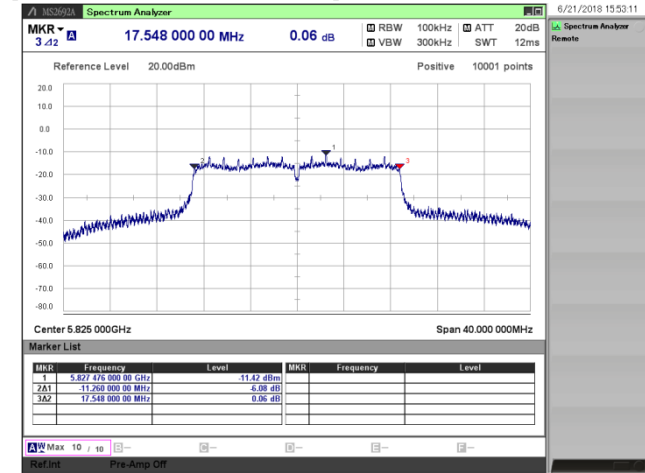 MS2692A Spectrum Analyzer
6/21/2018 15:53:11
Spectrum Analyzer
Remote
MKR 3 Δ2 A 17.548 000 00 MHz 0.06 dB
M RBW 100kHz M ATT 20dB
M VBW 300kHz SWT 12ms
Reference Level 20.00dBm Positive 10001 points
20.0
10.0
0.0
-10.0
-20.0
-30.0
-40.0
-50.0
-60.0
-70.0
-80.0
2
1
3
Center 5.825 000GHz Span 40.000 000MHz
Marker List
MKR Frequency Level MKR Frequency Level
1 5.827 476 000 00 GHz -11.42 dBm
2Δ1 -11.260 000 00 MHz -6.08 dB
3Δ2 17.548 000 00 MHz 0.06 dB
A W Max 10 / 10 B– C– D– E– F–
Ref.Int Pre-Amp Off